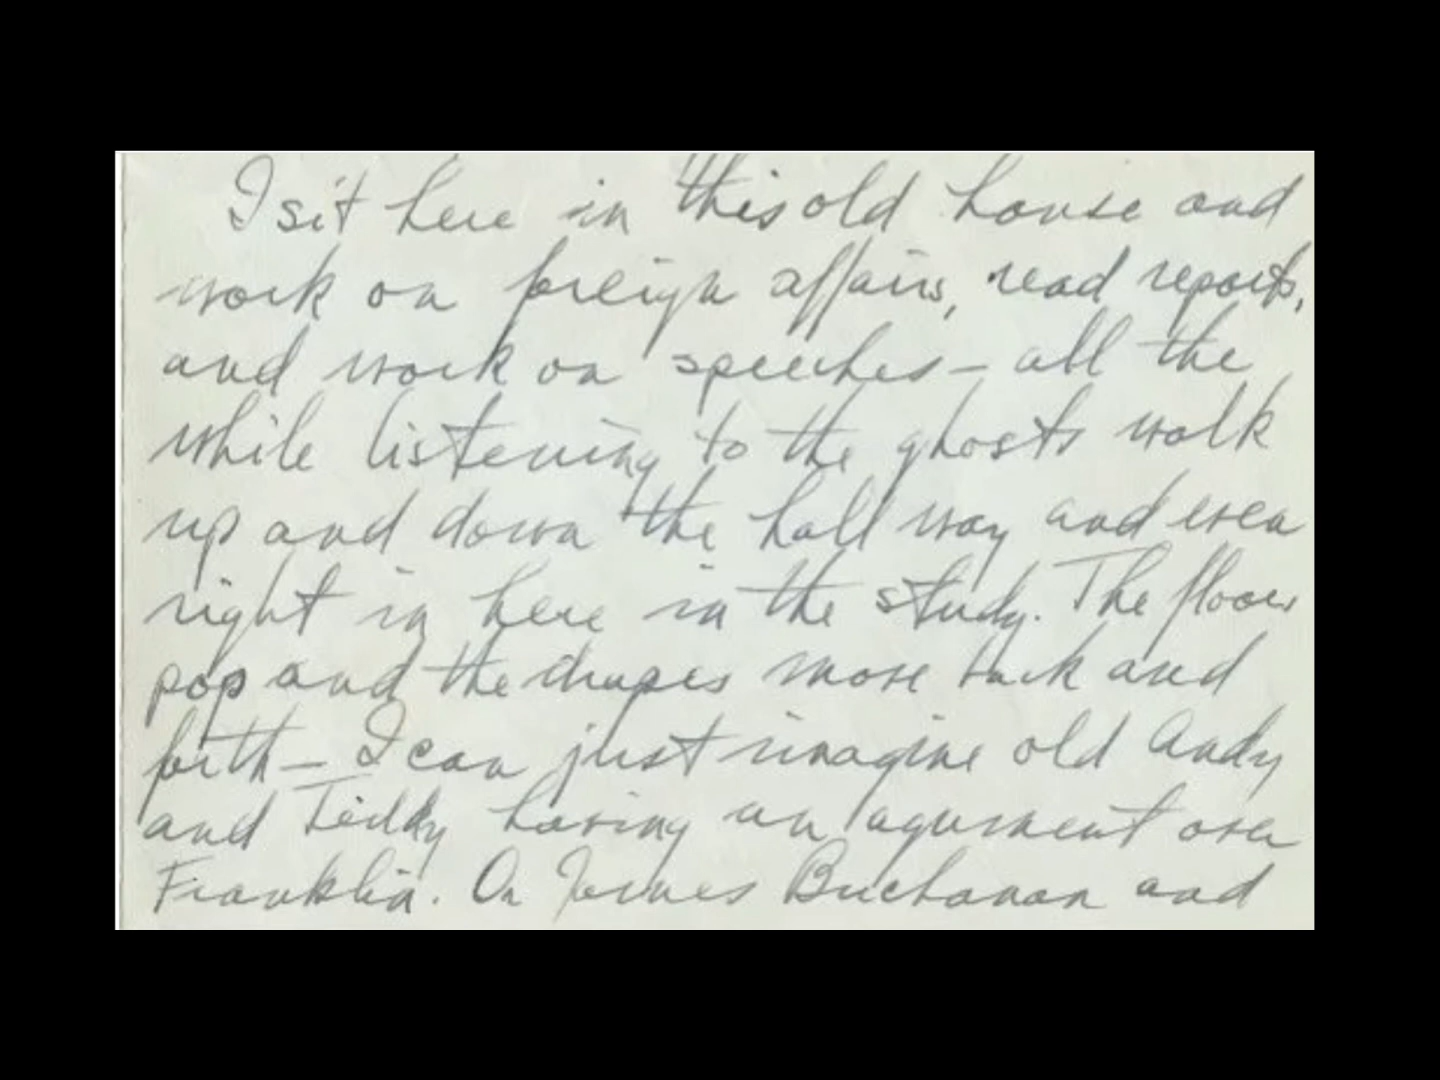 I sit here in this old house and
work on foreign affairs, read reports,
and work on speeches – all the
while listening to the ghosts walk
up and down the hall way and even
right in here in the study. The floors
pop and the drapes move back and
forth – I can just imagine old Andy
and Teddy having an agument over
Franklin. Or James Buchanan and